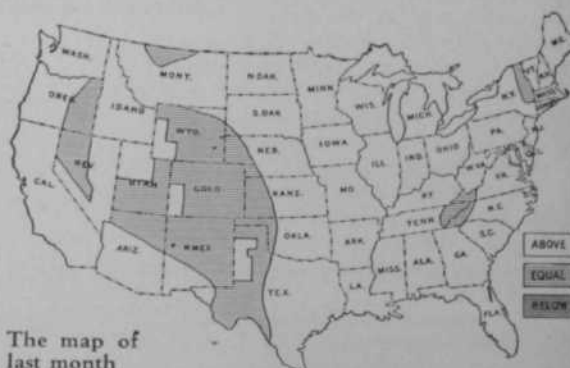 WASH.
MONT.
N.DAK.
MINN.
ME.
OREG.
IDAHO
S.DAK.
WIS.
MICH.
N.Y.
WYO.
NEB.
IOWA
PA.
NEV.
UTAH
COLO.
KANS.
MO.
ILL.
IND.
OHIO
W.VA.
VA.
CAL.
KY.
N.C.
TENN.
ARIZ.
N.MEX.
OKLA.
ARK.
S.C.
MISS.
ALA.
GA.
TEX.
LA.
FLA.
ABOVE
EQUAL
BELOW
The map of
last month